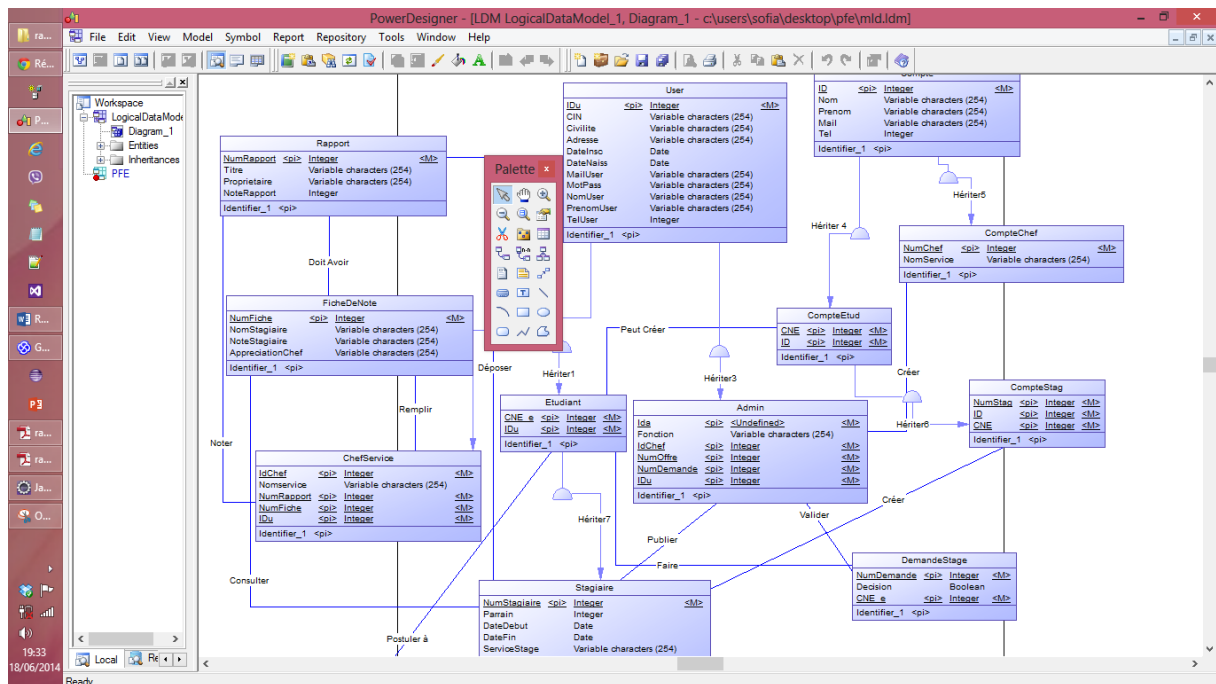 PowerDesigner - [LDM LogicalDataModel_1, Diagram_1 - c:\users\sofia\desktop\pfe\mld.ldm]
File Edit View Model Symbol Report Repository Tools Window Help
ra...
Ré...
P...
R...
G...
ra...
ra...
Ja...
O...
19:33
18/06/2014
Workspace
LogicalDataMode
Diagram_1
Entities
Inheritances
PFE
Local
Re
Ready
Palette
Rapport
NumRapport <pi> Integer <M>
Titre Variable characters (254)
Proprietaire Variable characters (254)
NoteRapport Integer
Identifier_1 <pi>
User
IDu <pi> Integer <M>
CIN Variable characters (254)
Civilite Variable characters (254)
Adresse Variable characters (254)
DateInsc Date
DateNaiss Date
MailUser Variable characters (254)
MotPass Variable characters (254)
NomUser Variable characters (254)
PrenomUser Variable characters (254)
TelUser Integer
Identifier_1 <pi>
Compte
ID <pi> Integer <M>
Nom Variable characters (254)
Prenom Variable characters (254)
Mail Variable characters (254)
Tel Integer
Identifier_1 <pi>
Hériter5
Hériter 4
CompteChef
NumChef <pi> Integer <M>
NomService Variable characters (254)
Identifier_1 <pi>
Doit Avoir
FicheDeNote
NumFiche <pi> Integer <M>
NomStagiaire Variable characters (254)
NoteStagiaire Variable characters (254)
AppreciationChef Variable characters (254)
Identifier_1 <pi>
CompteEtud
CNE <pi> Integer <M>
ID <pi> Integer <M>
Identifier_1 <pi>
Peut Créer
Déposer
Hériter1
Hériter3
Créer
CompteStag
NumStag <pi> Integer <M>
ID <pi> Integer <M>
CNE <pi> Integer <M>
Identifier_1 <pi>
Hériter6
Remplir
Etudiant
CNE_e <pi> Integer <M>
IDu <pi> Integer <M>
Identifier_1 <pi>
Admin
Ida <pi> <Undefined> <M>
Fonction Variable characters (254)
IdChef <pi> Integer <M>
NumOffre <pi> Integer <M>
NumDemande <pi> Integer <M>
IDu <pi> Integer <M>
Identifier_1 <pi>
Noter
ChefService
IdChef <pi> Integer <M>
Nomservice Variable characters (254)
NumRapport <pi> Integer <M>
NumFiche <pi> Integer <M>
IDu <pi> Integer <M>
Identifier_1 <pi>
Hériter7
Créer
Valider
Publier
Faire
Consulter
Postuler à
DemandeStage
NumDemande <pi> Integer <M>
Decision Boolean
CNE_e <pi> Integer <M>
Identifier_1 <pi>
Stagiaire
NumStagiaire <pi> Integer <M>
Parrain Integer
DateDebut Date
DateFin Date
ServiceStage Variable characters (254)